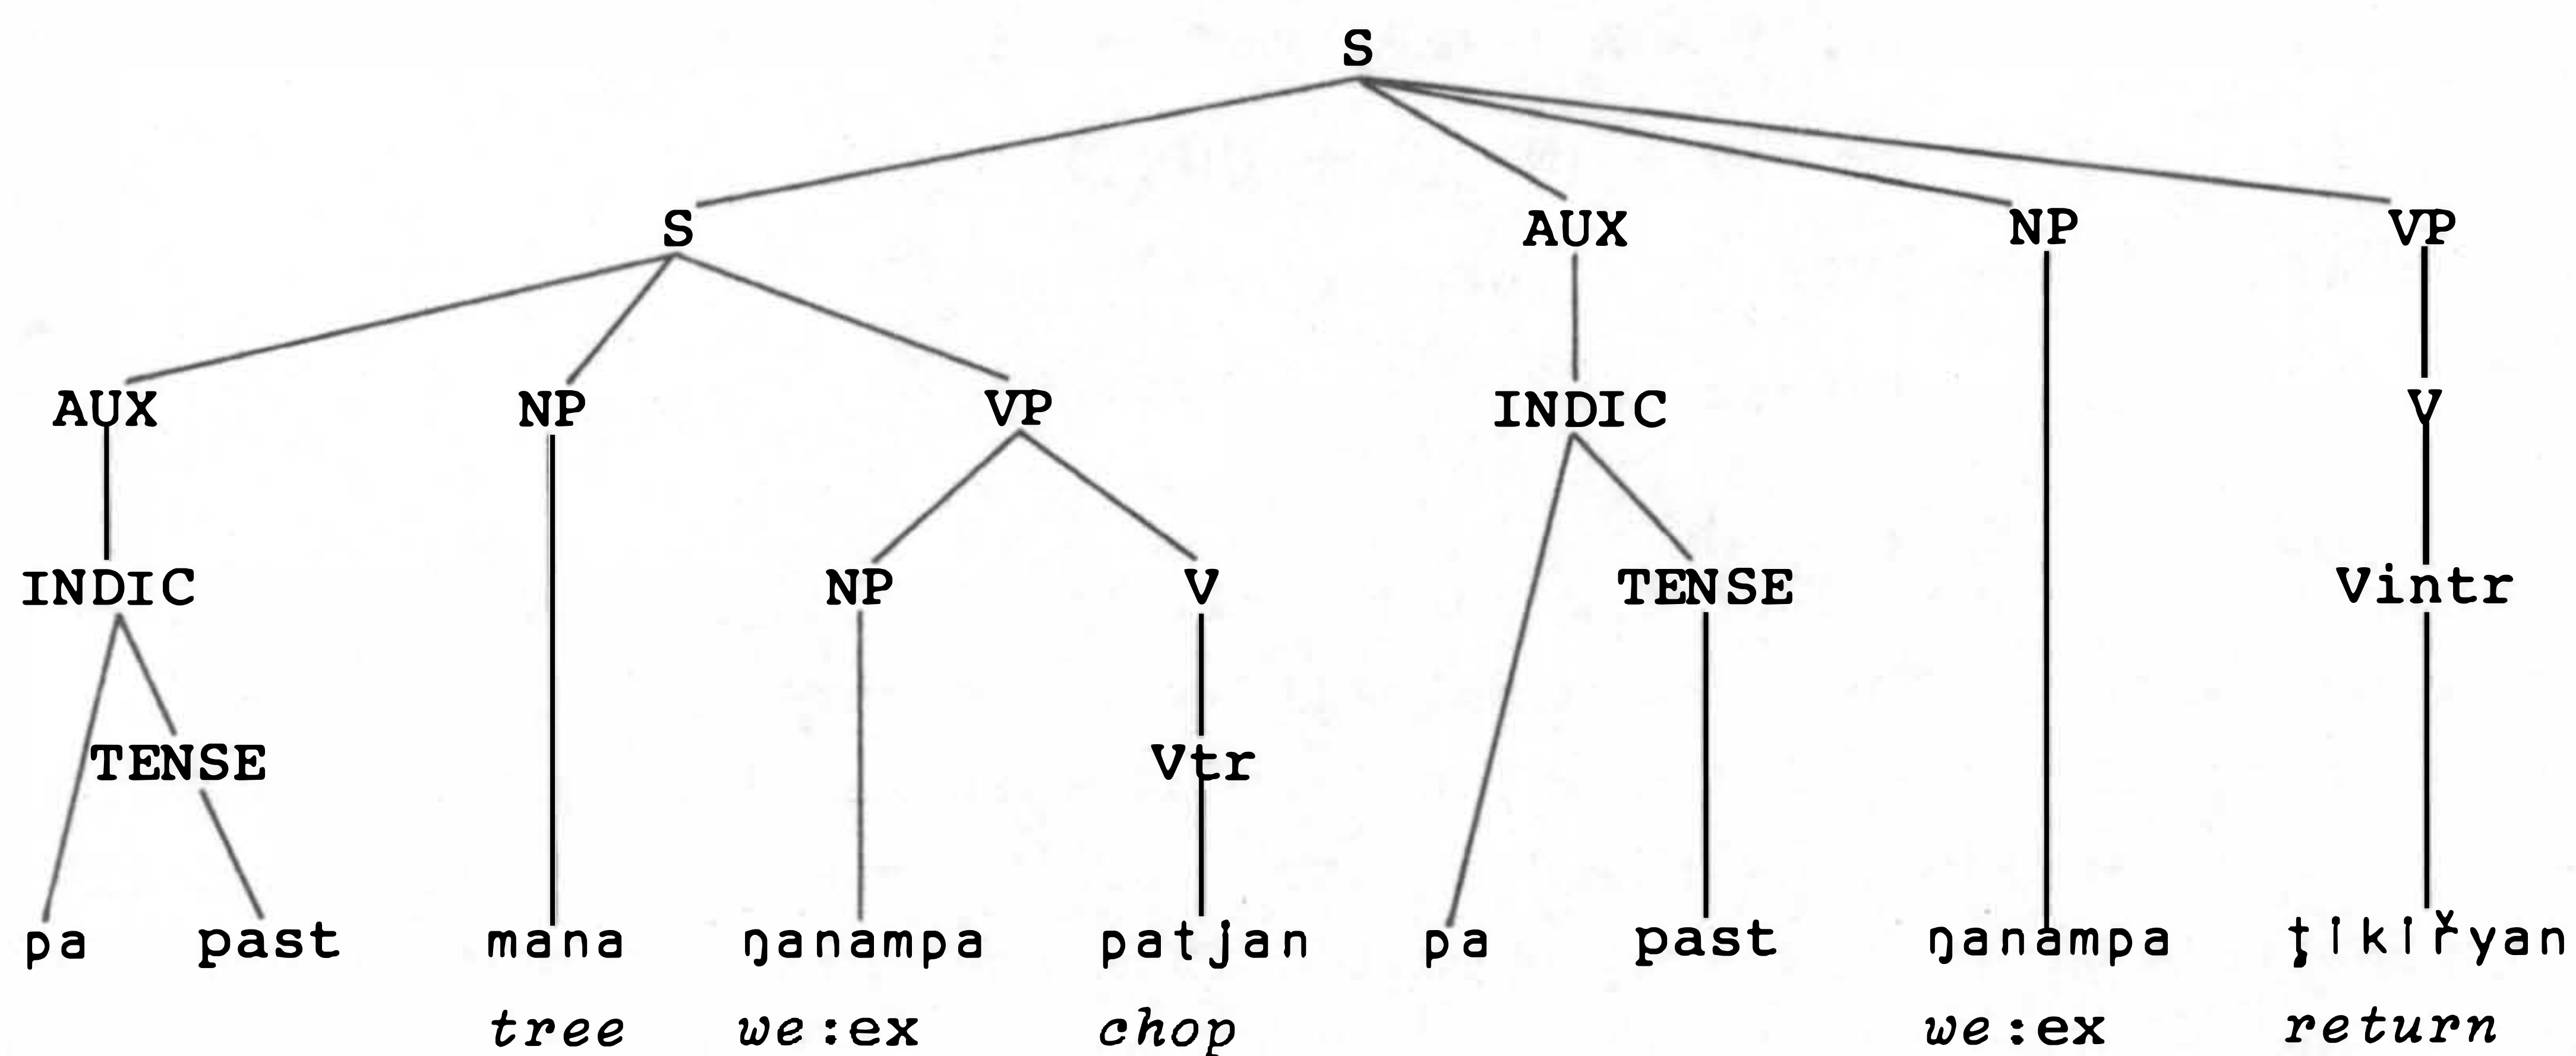 S
S AUX NP VP
AUX NP VP INDIC V
INDIC NP V TENSE Vintr
TENSE Vtr
pa past mana ŋanampa patjan pa past ŋanampa ţikiřyan
tree we:ex chop we:ex return